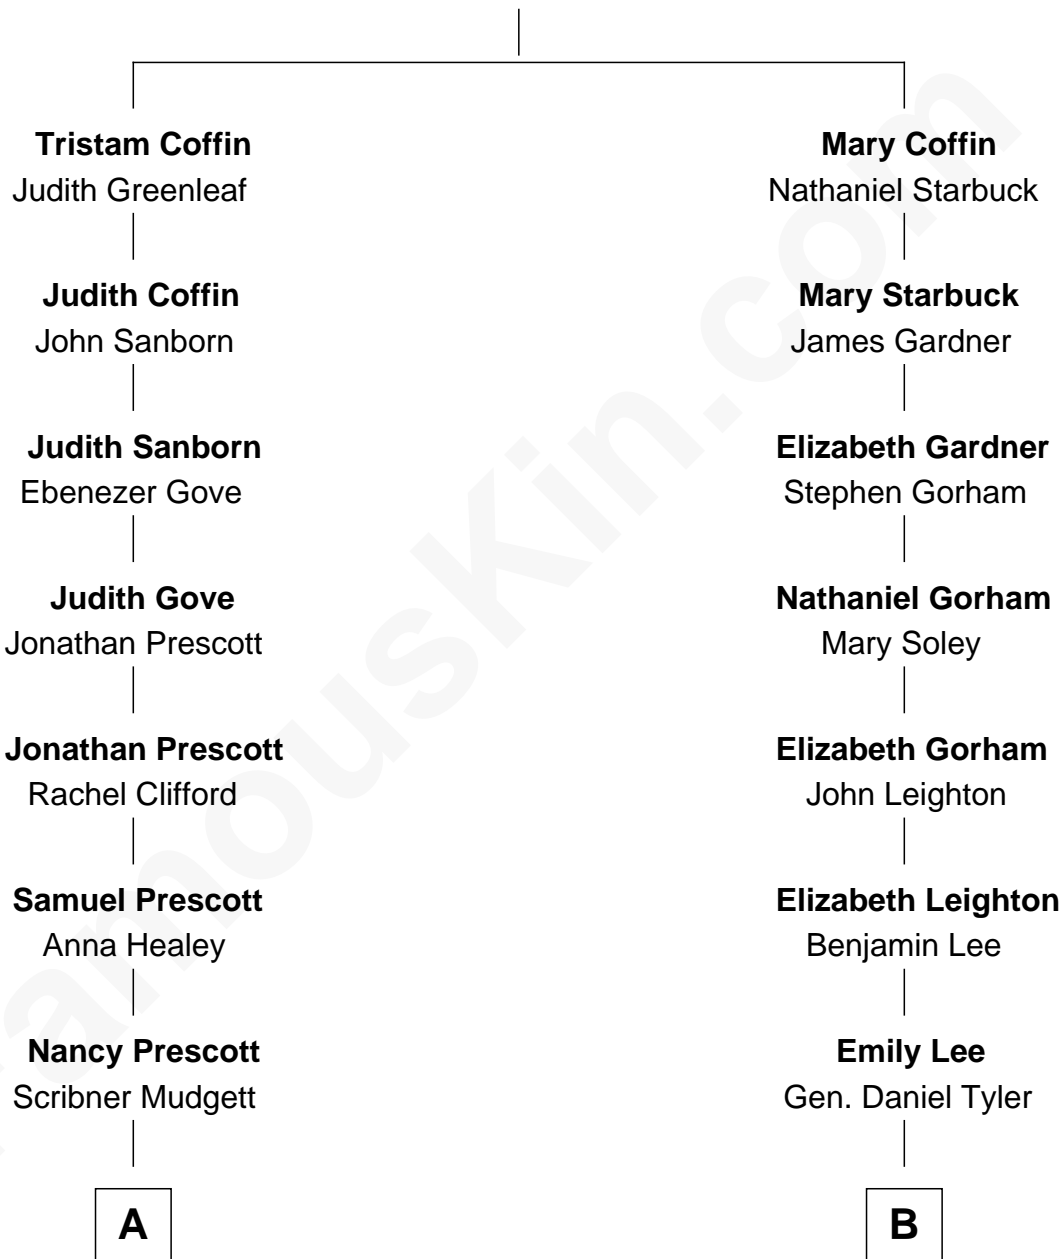 Tristam Coffin
Judith Greenleaf
Judith Coffin
John Sanborn
Judith Sanborn
Ebenezer Gove
Judith Gove
Jonathan Prescott
Jonathan Prescott
Rachel Clifford
Samuel Prescott
Anna Healey
Nancy Prescott
Scribner Mudgett
A
Mary Coffin
Nathaniel Starbuck
Mary Starbuck
James Gardner
Elizabeth Gardner
Stephen Gorham
Nathaniel Gorham
Mary Soley
Elizabeth Gorham
John Leighton
Elizabeth Leighton
Benjamin Lee
Emily Lee
Gen. Daniel Tyler
B
FamousKin.com